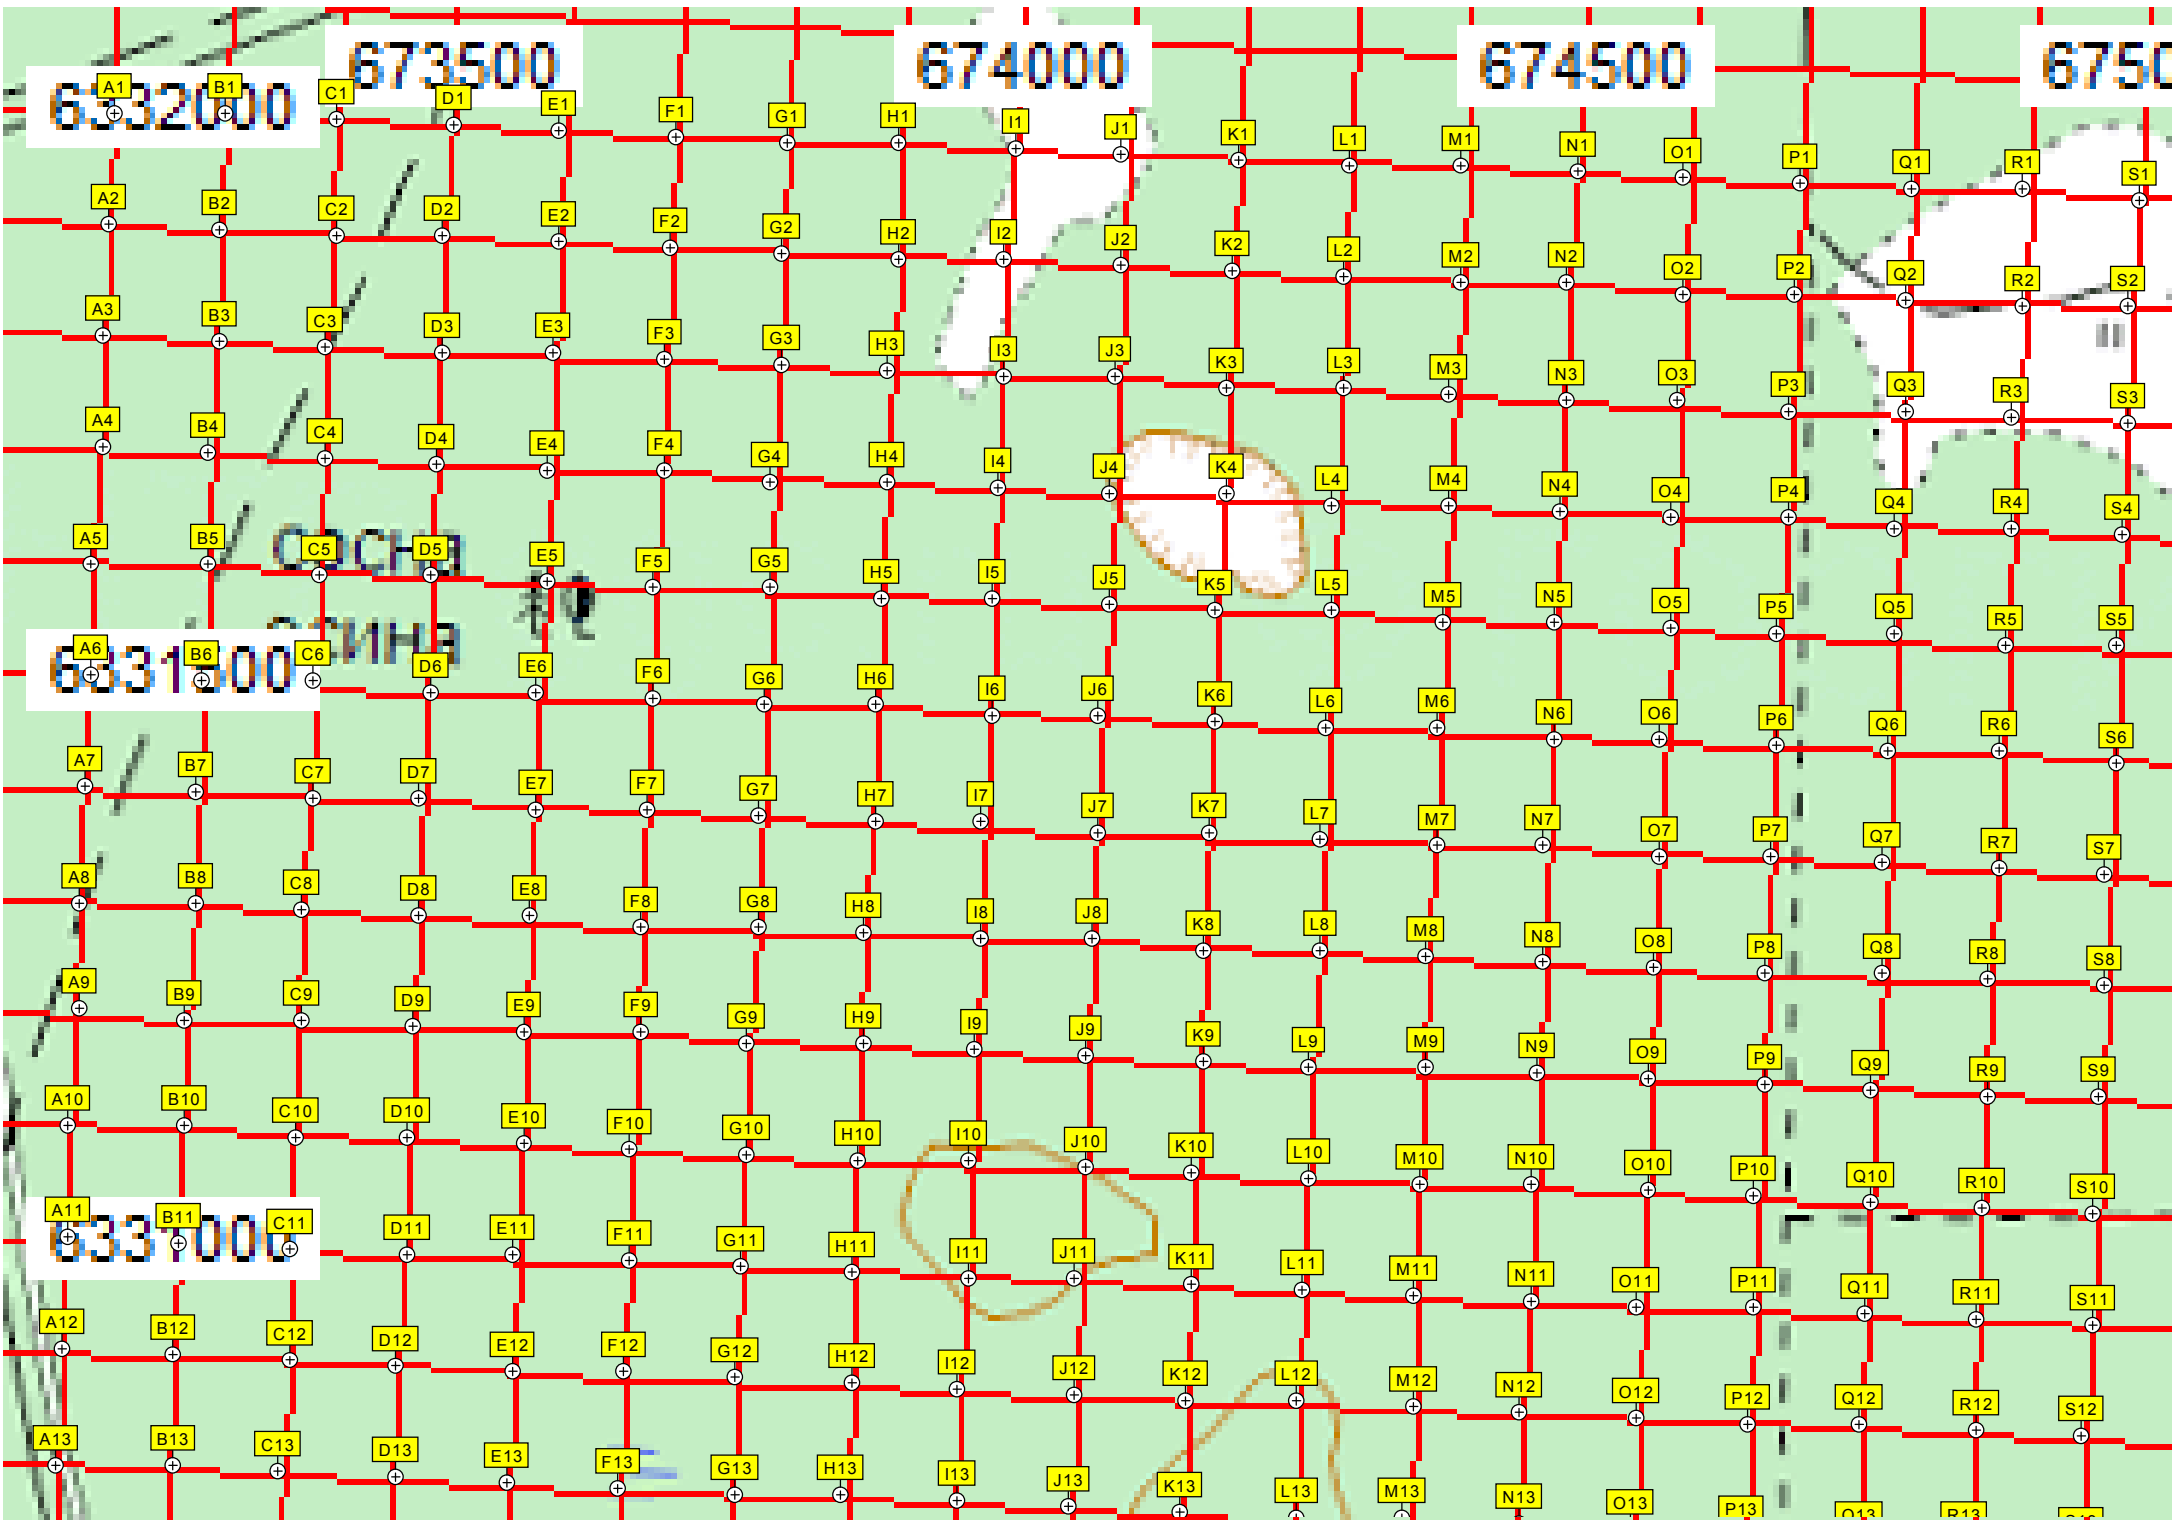 673500 674000 674500 6750
6332000
A1 B1 C1 D1 E1 F1 G1 H1 I1 J1 K1 L1 M1 N1 O1 P1 Q1 R1 S1
A2 B2 C2 D2 E2 F2 G2 H2 I2 J2 K2 L2 M2 N2 O2 P2 Q2 R2 S2
A3 B3 C3 D3 E3 F3 G3 H3 I3 J3 K3 L3 M3 N3 O3 P3 Q3 R3 S3
A4 B4 C4 D4 E4 F4 G4 H4 I4 J4 K4 L4 M4 N4 O4 P4 Q4 R4 S4
сосна
A5 B5 C5 D5 E5 F5 G5 H5 I5 J5 K5 L5 M5 N5 O5 P5 Q5 R5 S5
осина
6331500
A6 B6 C6 D6 E6 F6 G6 H6 I6 J6 K6 L6 M6 N6 O6 P6 Q6 R6 S6
A7 B7 C7 D7 E7 F7 G7 H7 I7 J7 K7 L7 M7 N7 O7 P7 Q7 R7 S7
A8 B8 C8 D8 E8 F8 G8 H8 I8 J8 K8 L8 M8 N8 O8 P8 Q8 R8 S8
A9 B9 C9 D9 E9 F9 G9 H9 I9 J9 K9 L9 M9 N9 O9 P9 Q9 R9 S9
A10 B10 C10 D10 E10 F10 G10 H10 I10 J10 K10 L10 M10 N10 O10 P10 Q10 R10 S10
6331000
A11 B11 C11 D11 E11 F11 G11 H11 I11 J11 K11 L11 M11 N11 O11 P11 Q11 R11 S11
A12 B12 C12 D12 E12 F12 G12 H12 I12 J12 K12 L12 M12 N12 O12 P12 Q12 R12 S12
A13 B13 C13 D13 E13 F13 G13 H13 I13 J13 K13 L13 M13 N13 O13 P13 Q13 R13